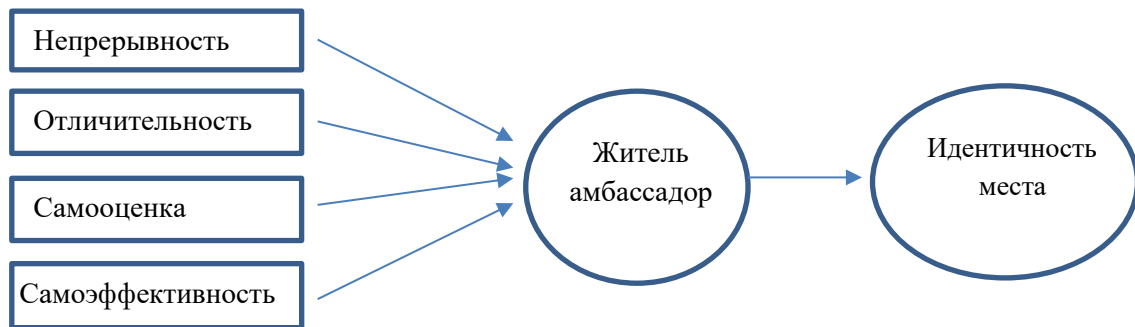 Непрерывность
Отличительность
Самооценка
Самоэффективность
Житель
амбассадор
Идентичность
места